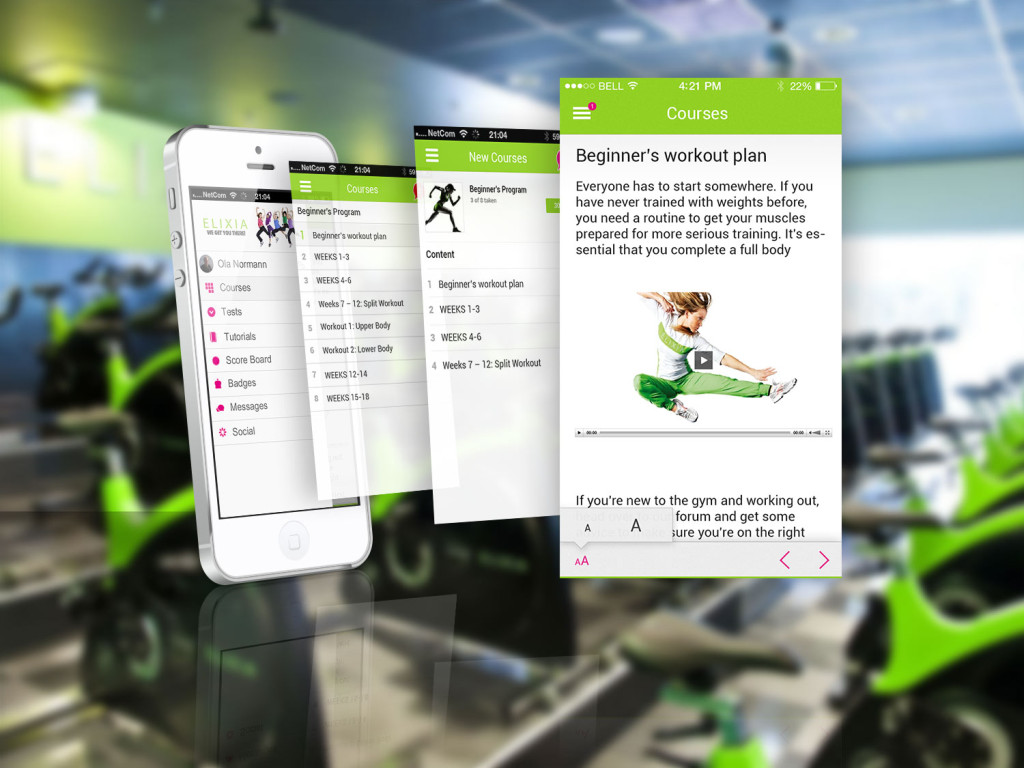 NetCom
21:04
ELIXIA
WE GET YOU THERE!
Ola Normann
Courses
Tests
Tutorials
Score Board
Badges
Messages
Social
NetCom
21:04
59
Courses
Beginner's Program
1 Beginner's workout plan
2 WEEKS 1-3
3 WEEKS 4-6
4 Weeks 7 – 12: Split Workout
5 Workout 1: Upper Body
6 Workout 2: Lower Body
7 WEEKS 12-14
8 WEEKS 15-18
NetCom
21:04
59
New Courses
Beginner's Program
3 of 8 taken
Content
1 Beginner's workout plan
2 WEEKS 1-3
3 WEEKS 4-6
4 Weeks 7 – 12: Split Workout
BELL 4:21 PM 22%
1
Courses
Beginner's workout plan
Everyone has to start somewhere. If you
have never trained with weights before,
you need a routine to get your muscles
prepared for more serious training. It's es-
sential that you complete a full body
00:00 00:00
If you're new to the gym and working out,
forum and get some
sure you're on the right
A A
AA